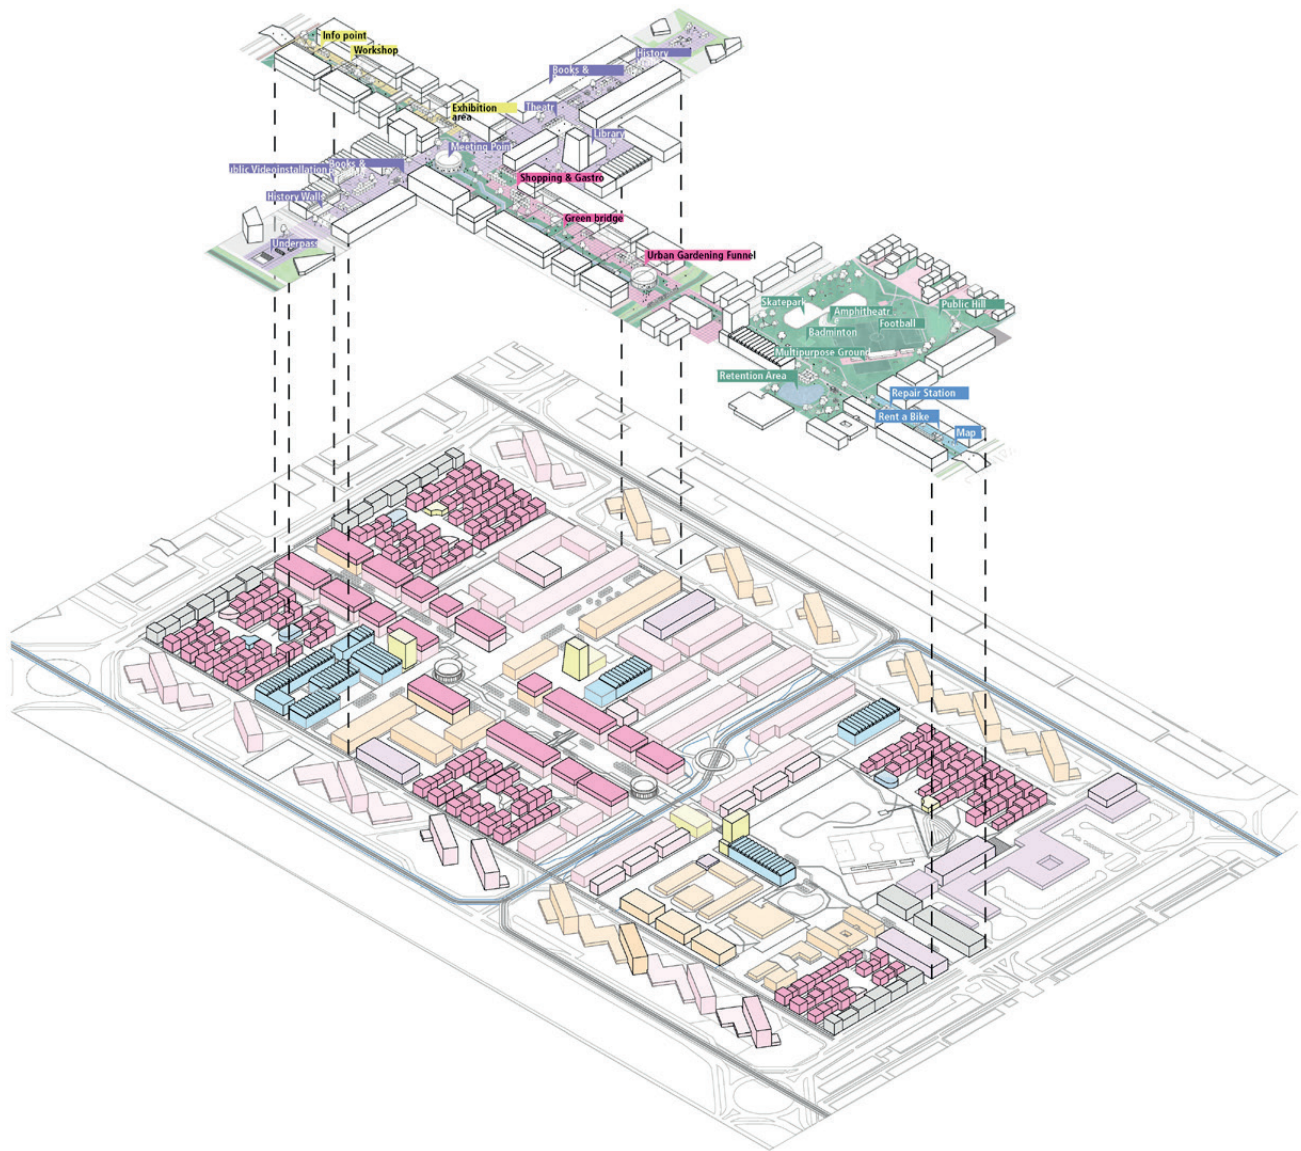 Info point
Workshop
History
Books &
Exhibition
area
Theatr
Library
Meeting Point
Books &
ublic Videoinstallation
Shopping & Gastro
History Walls
Green bridge
Underpass
Urban Gardening Funnel
Skatepark
Public Hill
Amphitheatr
e
Football
Badminton
Multipurpose Ground
Retention Area
Repair Station
Rent a Bike
Map